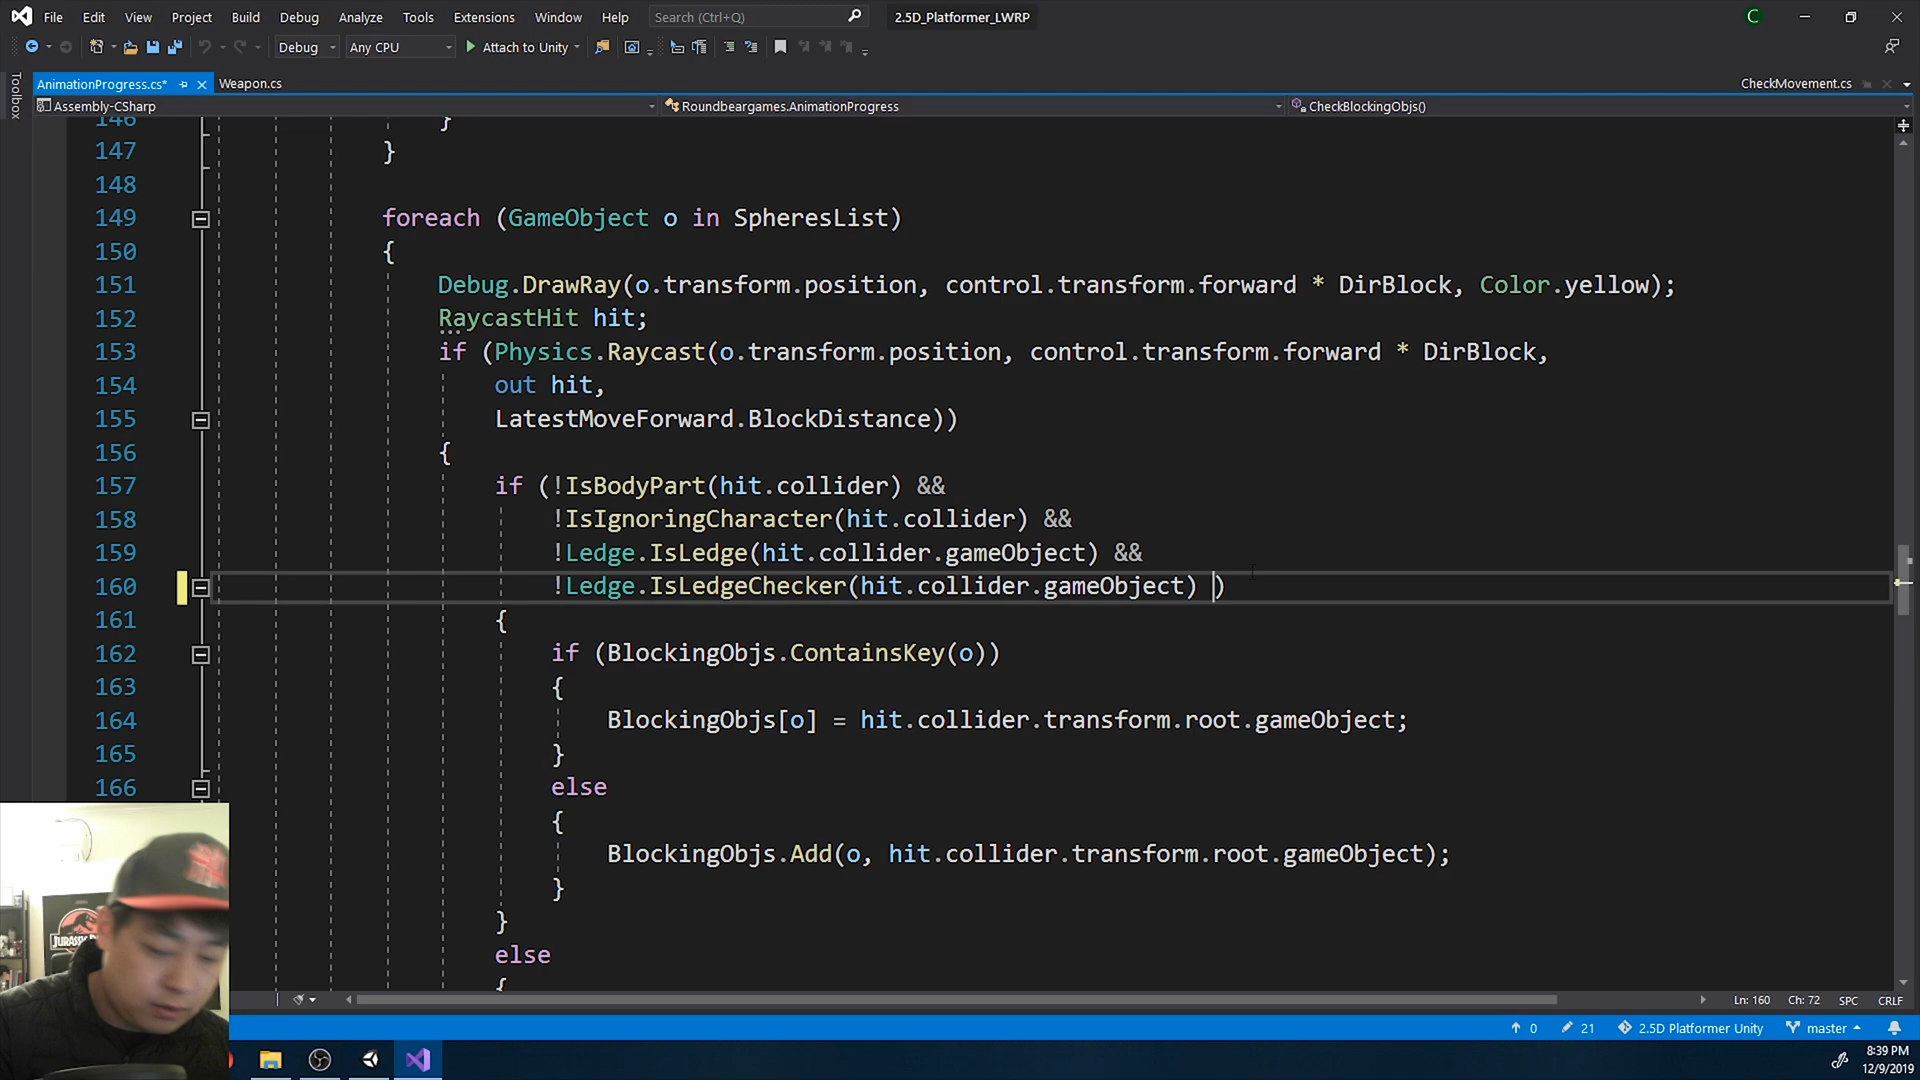 File Edit View Project Build Debug Analyze Tools Extensions Window Help Search (Ctrl+Q) 2.5D_Platformer_LWRP C
Debug Any CPU Attach to Unity
Toolbox
AnimationProgress.cs* Weapon.cs CheckMovement.cs
Assembly-CSharp Roundbeargames.AnimationProgress CheckBlockingObjs()
146 }
147 }
148
149 foreach (GameObject o in SpheresList)
150 {
151 Debug.DrawRay(o.transform.position, control.transform.forward * DirBlock, Color.yellow);
152 RaycastHit hit;
153 if (Physics.Raycast(o.transform.position, control.transform.forward * DirBlock,
154 out hit,
155 LatestMoveForward.BlockDistance))
156 {
157 if (!IsBodyPart(hit.collider) &&
158 !IsIgnoringCharacter(hit.collider) &&
159 !Ledge.IsLedge(hit.collider.gameObject) &&
160 !Ledge.IsLedgeChecker(hit.collider.gameObject) )
161 {
162 if (BlockingObjs.ContainsKey(o))
163 {
164 BlockingObjs[o] = hit.collider.transform.root.gameObject;
165 }
166 else
{
BlockingObjs.Add(o, hit.collider.transform.root.gameObject);
}
}
else
{
Ln: 160 Ch: 72 SPC CRLF
0 21 2.5D Platformer Unity master
JURASSIC
8:39 PM
12/9/2019